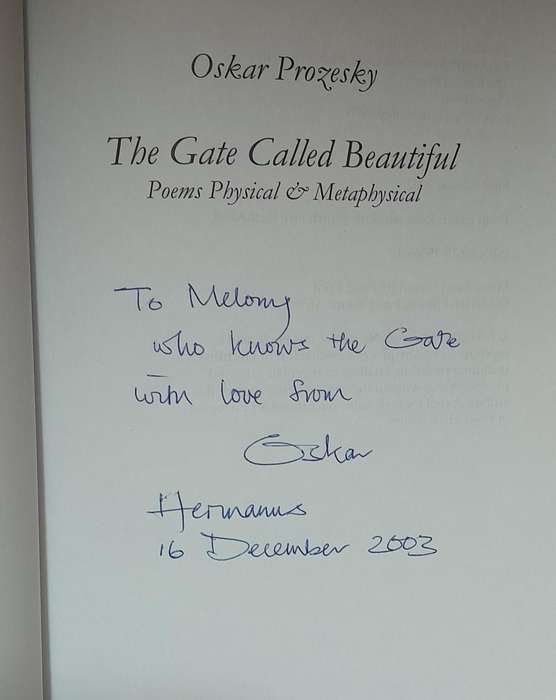 Oskar Prozesky
The Gate Called Beautiful
Poems Physical & Metaphysical
To Melony
who knows the Gate
with love from
Oskar
Hermanus
16 December 2003